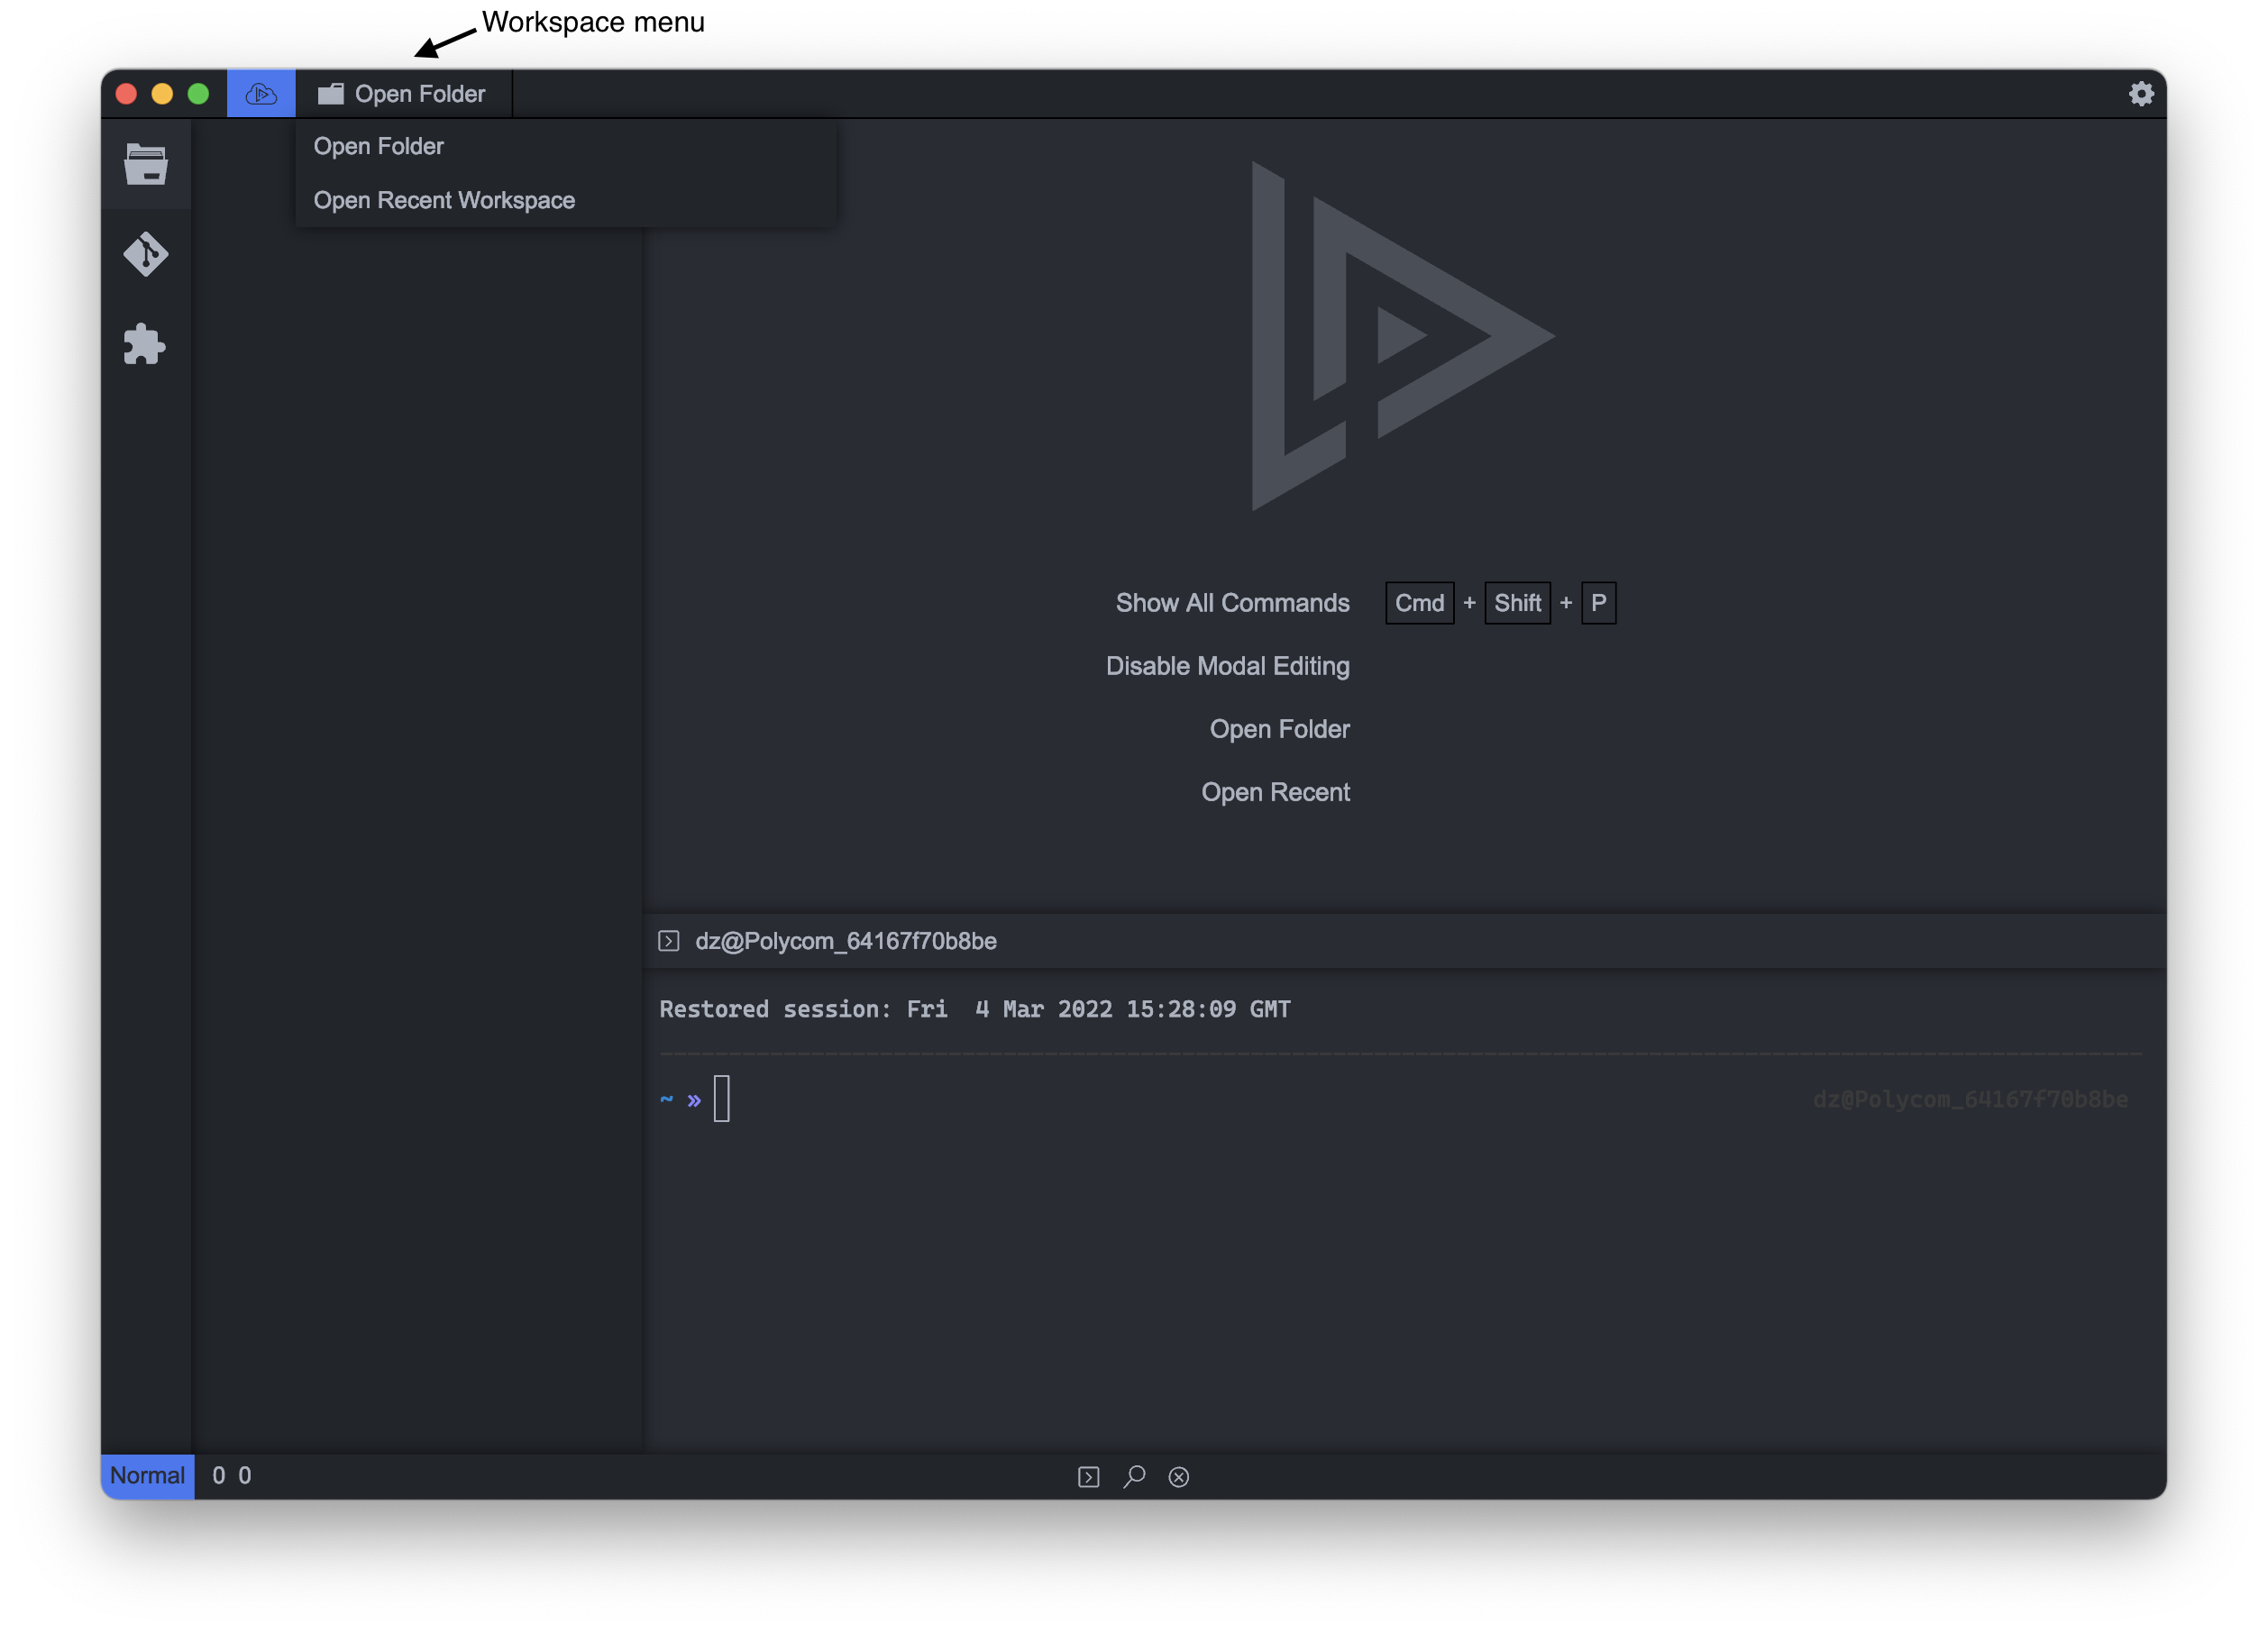 Workspace menu
Open Folder
Open Folder
Open Recent Workspace
Show All Commands Cmd + Shift + P
Disable Modal Editing
Open Folder
Open Recent
dz@Polycom_64167f70b8be
Restored session: Fri  4 Mar 2022 15:28:09 GMT
~ » dz@Polycom_64167f70b8be
Normal 0 0